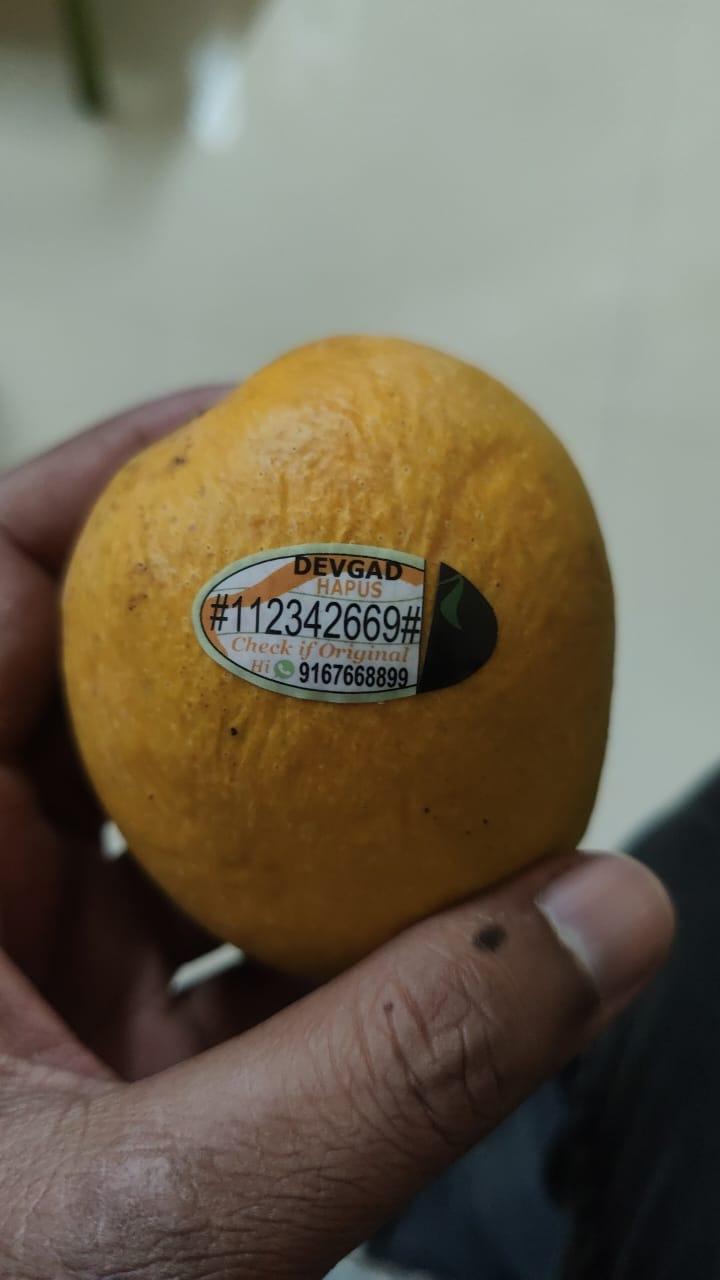 DEVGAD
HAPUS
#112342669#
Check if Original
Hi 9167668899